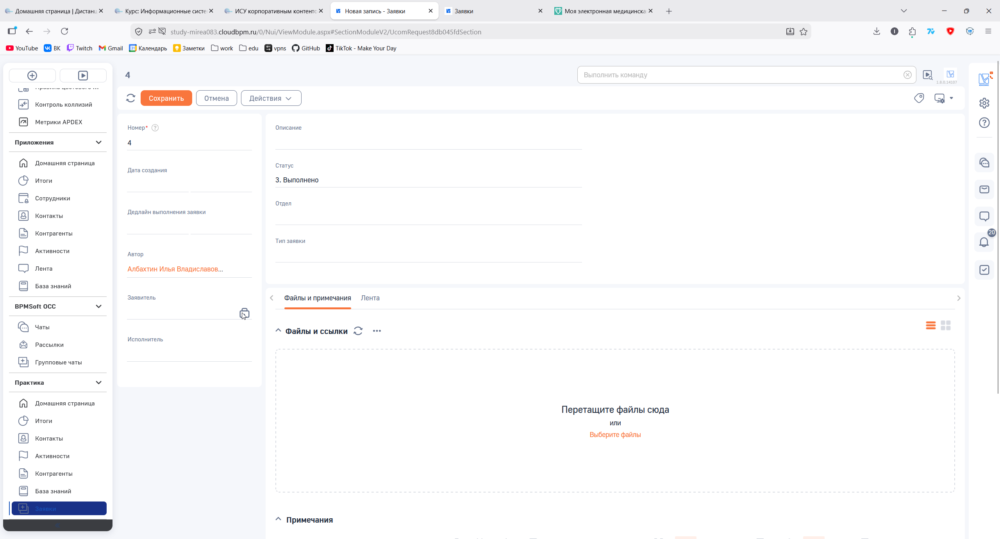 Домашняя страница | Дистанц
Курс: Информационные систе
ИСУ корпоративным контенто
Новая запись - Заявки
Заявки
Моя электронная медицинска
study-mirea083.cloudbpm.ru/0/Nui/ViewModule.aspx#SectionModuleV2/UcomRequest8db045fdSection
YouTube
ВК
Twitch
Gmail
31
Календарь
Заметки
work
edu
vpns
GitHub
TikTok - Make Your Day
Контроль коллизий
Метрики APDEX
Приложения
Домашняя страница
Итоги
Сотрудники
Контакты
Контрагенты
Активности
Лента
База знаний
BPMSoft ОСС
Чаты
Рассылки
Групповые чаты
Практика
Домашняя страница
Итоги
Контакты
Активности
Контрагенты
База знаний
Заявки
4
Выполнить команду
1.8.0.14107
Сохранить
Отмена
Действия
Номер*
4
Дата создания
Дедлайн выполнения заявки
Автор
Албахтин Илья Владиславов...
Заявитель
Исполнитель
Описание
Статус
3. Выполнено
Отдел
Тип заявки
Файлы и примечания
Лента
Файлы и ссылки
Перетащите файлы сюда
или
Выберите файлы
Примечания
ЮКОМС
20